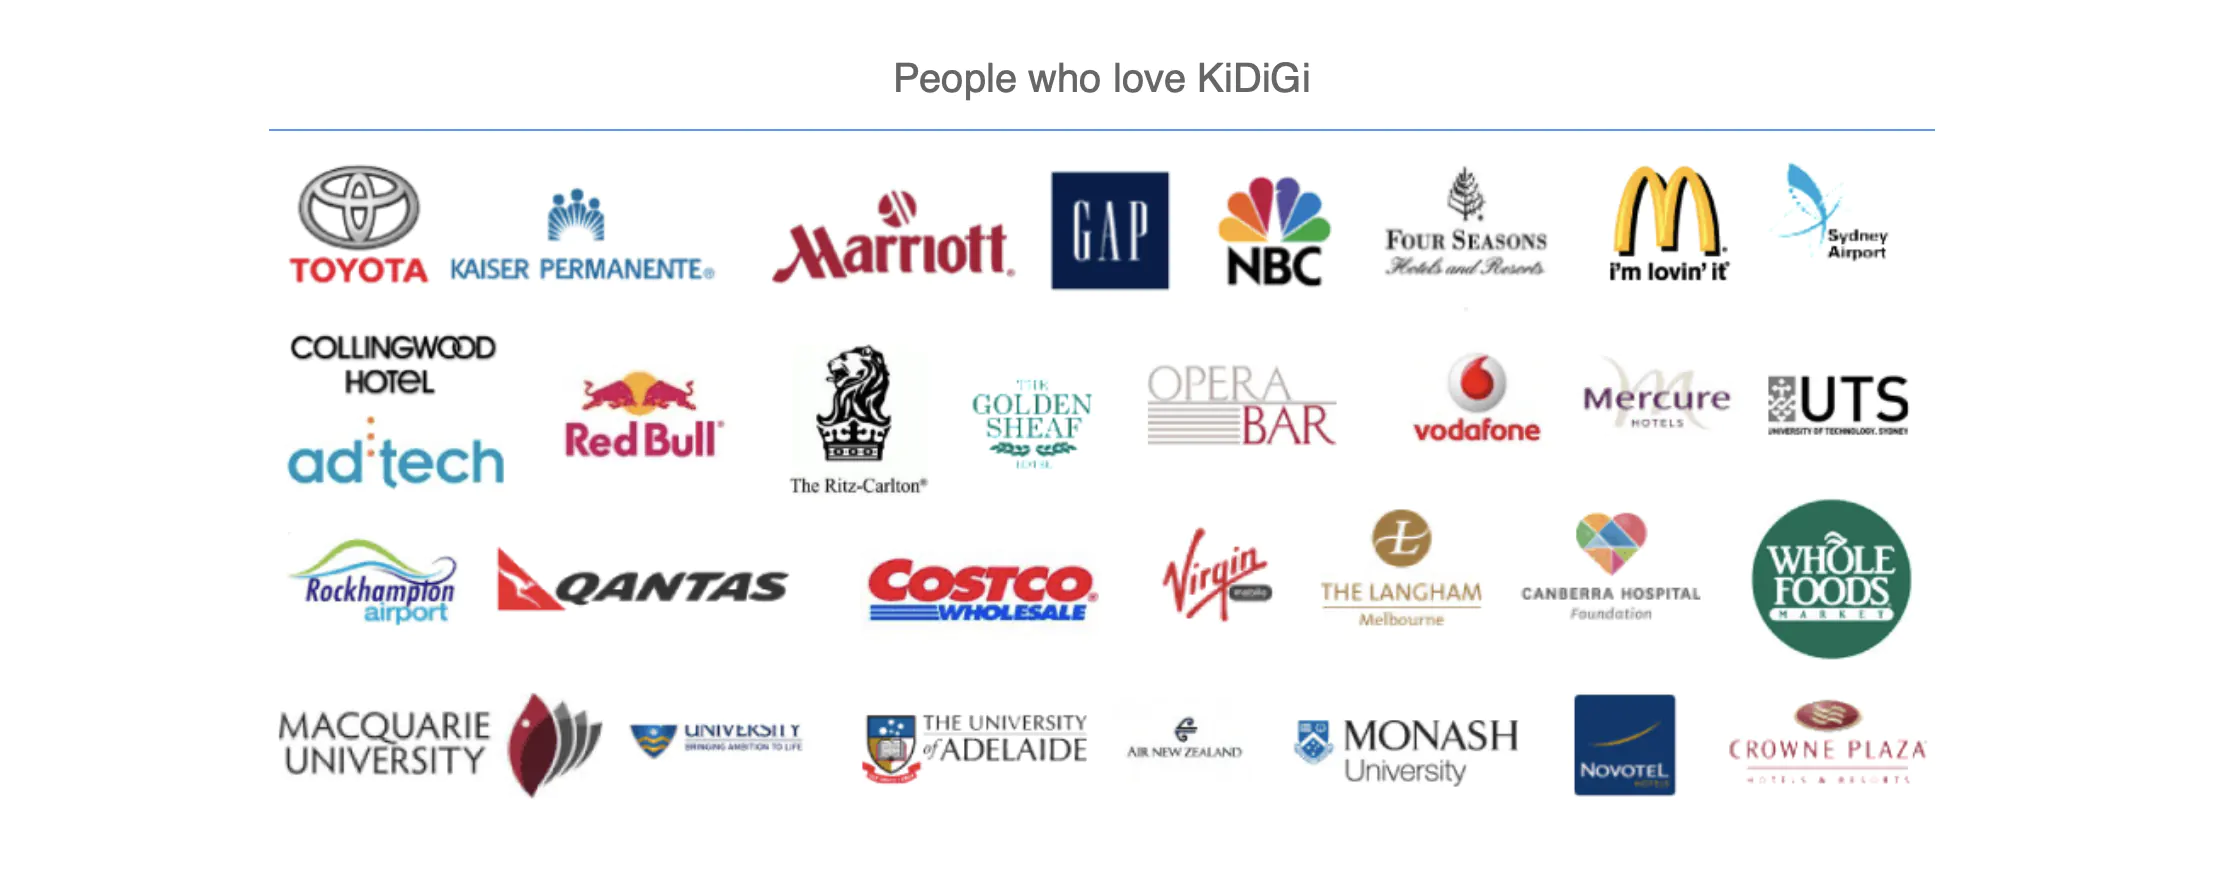 People who love KiDiGi
TOYOTA
KAISER PERMANENTE®
Marriott®
GAP
NBC
FOUR SEASONS
Hotels and Resorts
i'm lovin' it®
Sydney
Airport
COLLINGWOOD
HOTEL
ad:tech
Red Bull®
The Ritz-Carlton®
THE
GOLDEN
SHEAF
HOTEL
OPERA
BAR
vodafone
Mercure
HOTELS
UTS
UNIVERSITY OF TECHNOLOGY, SYDNEY
Rockhampton
airport
QANTAS
COSTCO®
WHOLESALE
Virgin
mobile
L
THE LANGHAM
Melbourne
CANBERRA HOSPITAL
Foundation
WHOLE
FOODS
MARKET
MACQUARIE
UNIVERSITY
UNIVERSITY
BRINGING AMBITION TO LIFE
THE UNIVERSITY
of ADELAIDE
AIR NEW ZEALAND
MONASH
University
NOVOTEL
HOTELS
CROWNE PLAZA
HOTELS & RESORTS